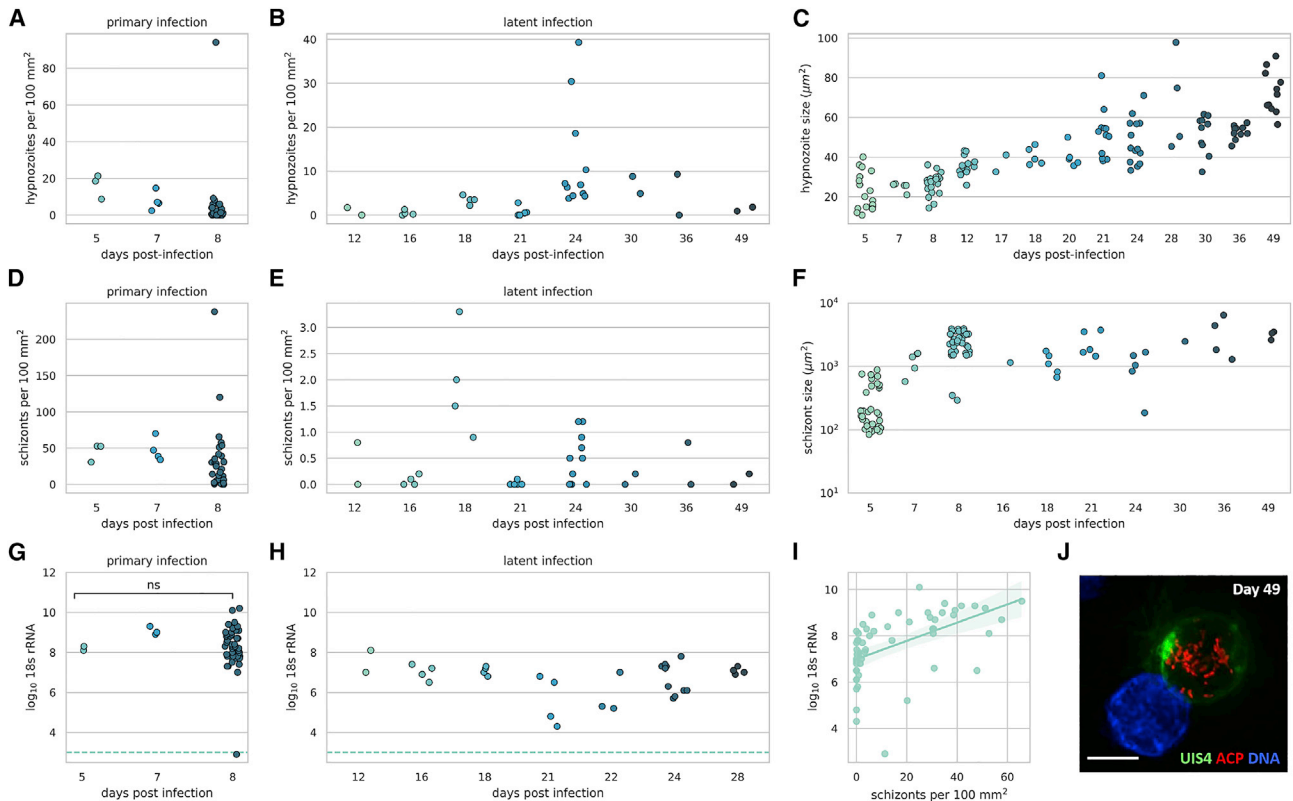 A
primary infection
hypnozoites per 100 mm²
80
60
40
20
0
5 7 8
days post-infection
B
latent infection
hypnozoites per 100 mm²
40
30
20
10
0
12 16 18 21 24 30 36 49
days post-infection
C
hypnozoite size (μm²)
100
80
60
40
20
5 7 8 12 17 18 20 21 24 28 30 36 49
days post-infection
D
primary infection
schizonts per 100 mm²
200
150
100
50
0
5 7 8
days post infection
E
latent infection
schizonts per 100 mm²
3.0
2.5
2.0
1.5
1.0
0.5
0.0
12 16 18 21 24 30 36 49
days post infection
F
schizont size (μm²)
10⁴
10³
10²
10¹
5 7 8 16 18 21 24 30 36 49
days post infection
G
primary infection
ns
log₁₀ 18s rRNA
12
10
8
6
4
5 7 8
days post infection
H
latent infection
log₁₀ 18s rRNA
12
10
8
6
4
12 16 18 21 22 24 28
days post infection
I
log₁₀ 18s rRNA
10
9
8
7
6
5
4
3
0 20 40 60
schizonts per 100 mm²
J
Day 49
UIS4 ACP DNA